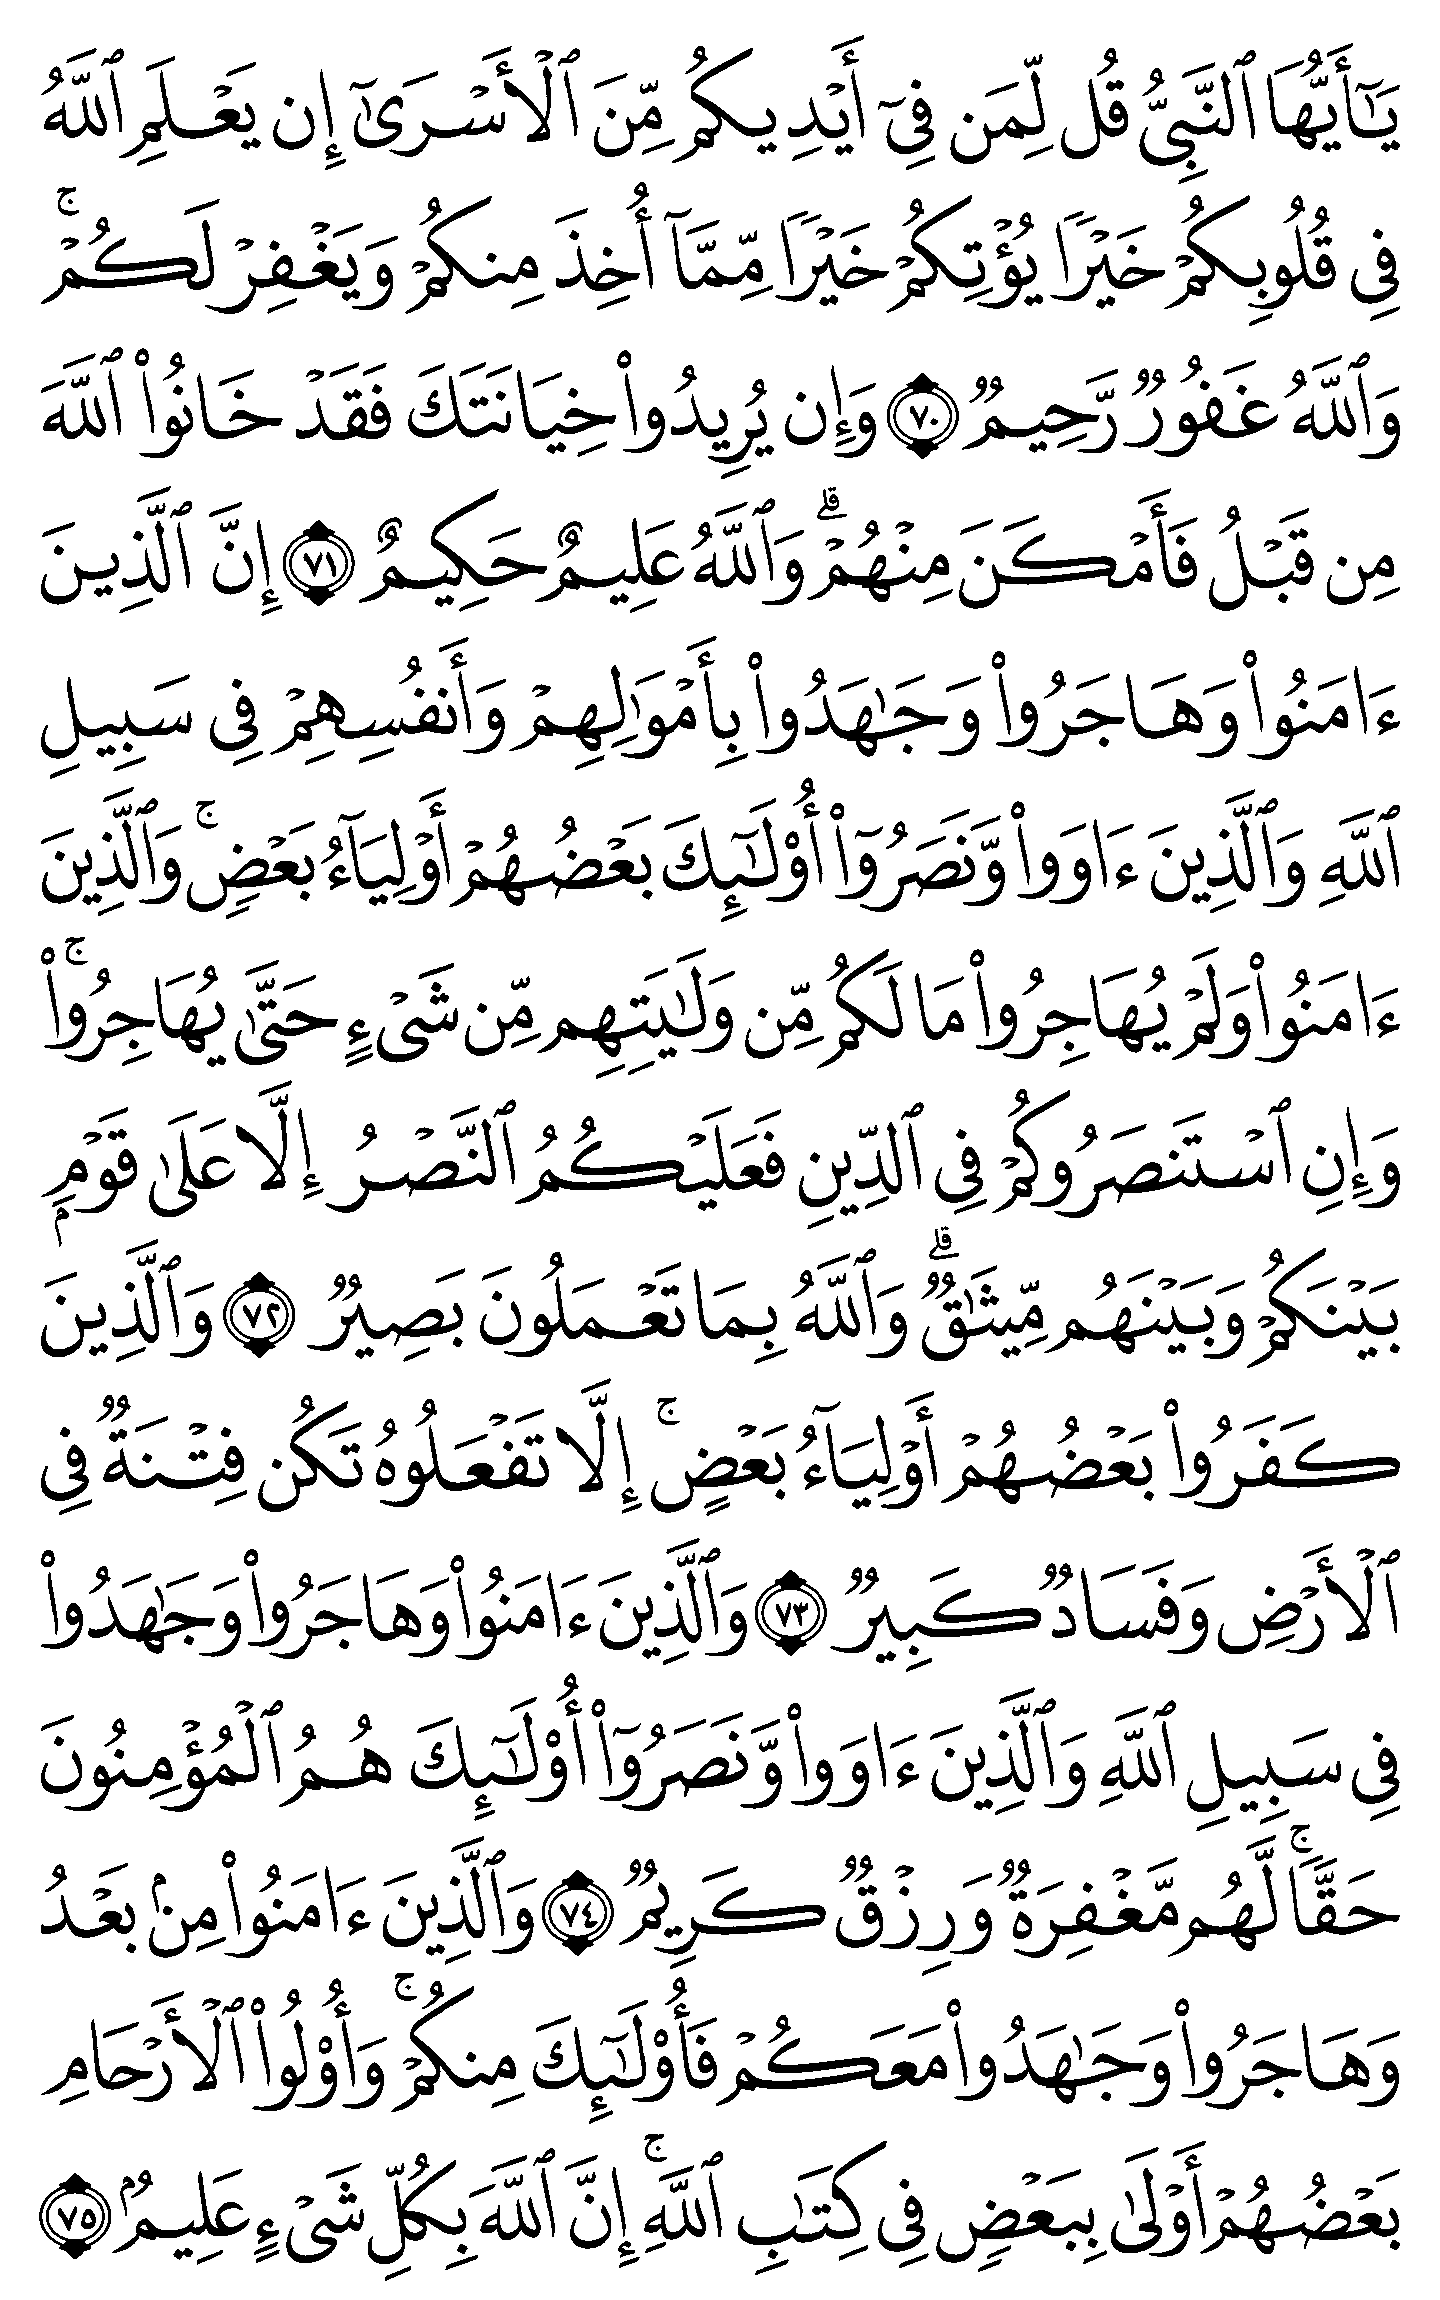 يَٰٓأَيُّهَا ٱلنَّبِىُّ قُل لِّمَن فِىٓ أَيْدِيكُم مِّنَ ٱلْأَسْرَىٰٓ إِن يَعْلَمِ ٱللَّهُ
فِى قُلُوبِكُمْ خَيْرًا يُؤْتِكُمْ خَيْرًا مِّمَّآ أُخِذَ مِنكُمْ وَيَغْفِرْ لَكُمْ ۚ
وَٱللَّهُ غَفُورٌ رَّحِيمٌ ٧٠ وَإِن يُرِيدُوا۟ خِيَانَتَكَ فَقَدْ خَانُوا۟ ٱللَّهَ
مِن قَبْلُ فَأَمْكَنَ مِنْهُمْ ۗ وَٱللَّهُ عَلِيمٌ حَكِيمٌ ٧١ إِنَّ ٱلَّذِينَ
ءَامَنُوا۟ وَهَاجَرُوا۟ وَجَٰهَدُوا۟ بِأَمْوَٰلِهِمْ وَأَنفُسِهِمْ فِى سَبِيلِ
ٱللَّهِ وَٱلَّذِينَ ءَاوَوا۟ وَّنَصَرُوٓا۟ أُو۟لَٰٓئِكَ بَعْضُهُمْ أَوْلِيَآءُ بَعْضٍ ۚ وَٱلَّذِينَ
ءَامَنُوا۟ وَلَمْ يُهَاجِرُوا۟ مَا لَكُم مِّن وَلَٰيَتِهِم مِّن شَىْءٍ حَتَّىٰ يُهَاجِرُوا۟ ۚ
وَإِنِ ٱسْتَنصَرُوكُمْ فِى ٱلدِّينِ فَعَلَيْكُمُ ٱلنَّصْرُ إِلَّا عَلَىٰ قَوْمٍۭ
بَيْنَكُمْ وَبَيْنَهُم مِّيثَٰقٌ ۗ وَٱللَّهُ بِمَا تَعْمَلُونَ بَصِيرٌ ٧٢ وَٱلَّذِينَ
كَفَرُوا۟ بَعْضُهُمْ أَوْلِيَآءُ بَعْضٍ ۚ إِلَّا تَفْعَلُوهُ تَكُن فِتْنَةٌ فِى
ٱلْأَرْضِ وَفَسَادٌ كَبِيرٌ ٧٣ وَٱلَّذِينَ ءَامَنُوا۟ وَهَاجَرُوا۟ وَجَٰهَدُوا۟
فِى سَبِيلِ ٱللَّهِ وَٱلَّذِينَ ءَاوَوا۟ وَّنَصَرُوٓا۟ أُو۟لَٰٓئِكَ هُمُ ٱلْمُؤْمِنُونَ
حَقًّا ۚ لَّهُم مَّغْفِرَةٌ وَرِزْقٌ كَرِيمٌ ٧٤ وَٱلَّذِينَ ءَامَنُوا۟ مِنۢ بَعْدُ
وَهَاجَرُوا۟ وَجَٰهَدُوا۟ مَعَكُمْ فَأُو۟لَٰٓئِكَ مِنكُمْ ۚ وَأُو۟لُوا۟ ٱلْأَرْحَامِ
بَعْضُهُمْ أَوْلَىٰ بِبَعْضٍ فِى كِتَٰبِ ٱللَّهِ ۚ إِنَّ ٱللَّهَ بِكُلِّ شَىْءٍ عَلِيمٌۢ ٧٥